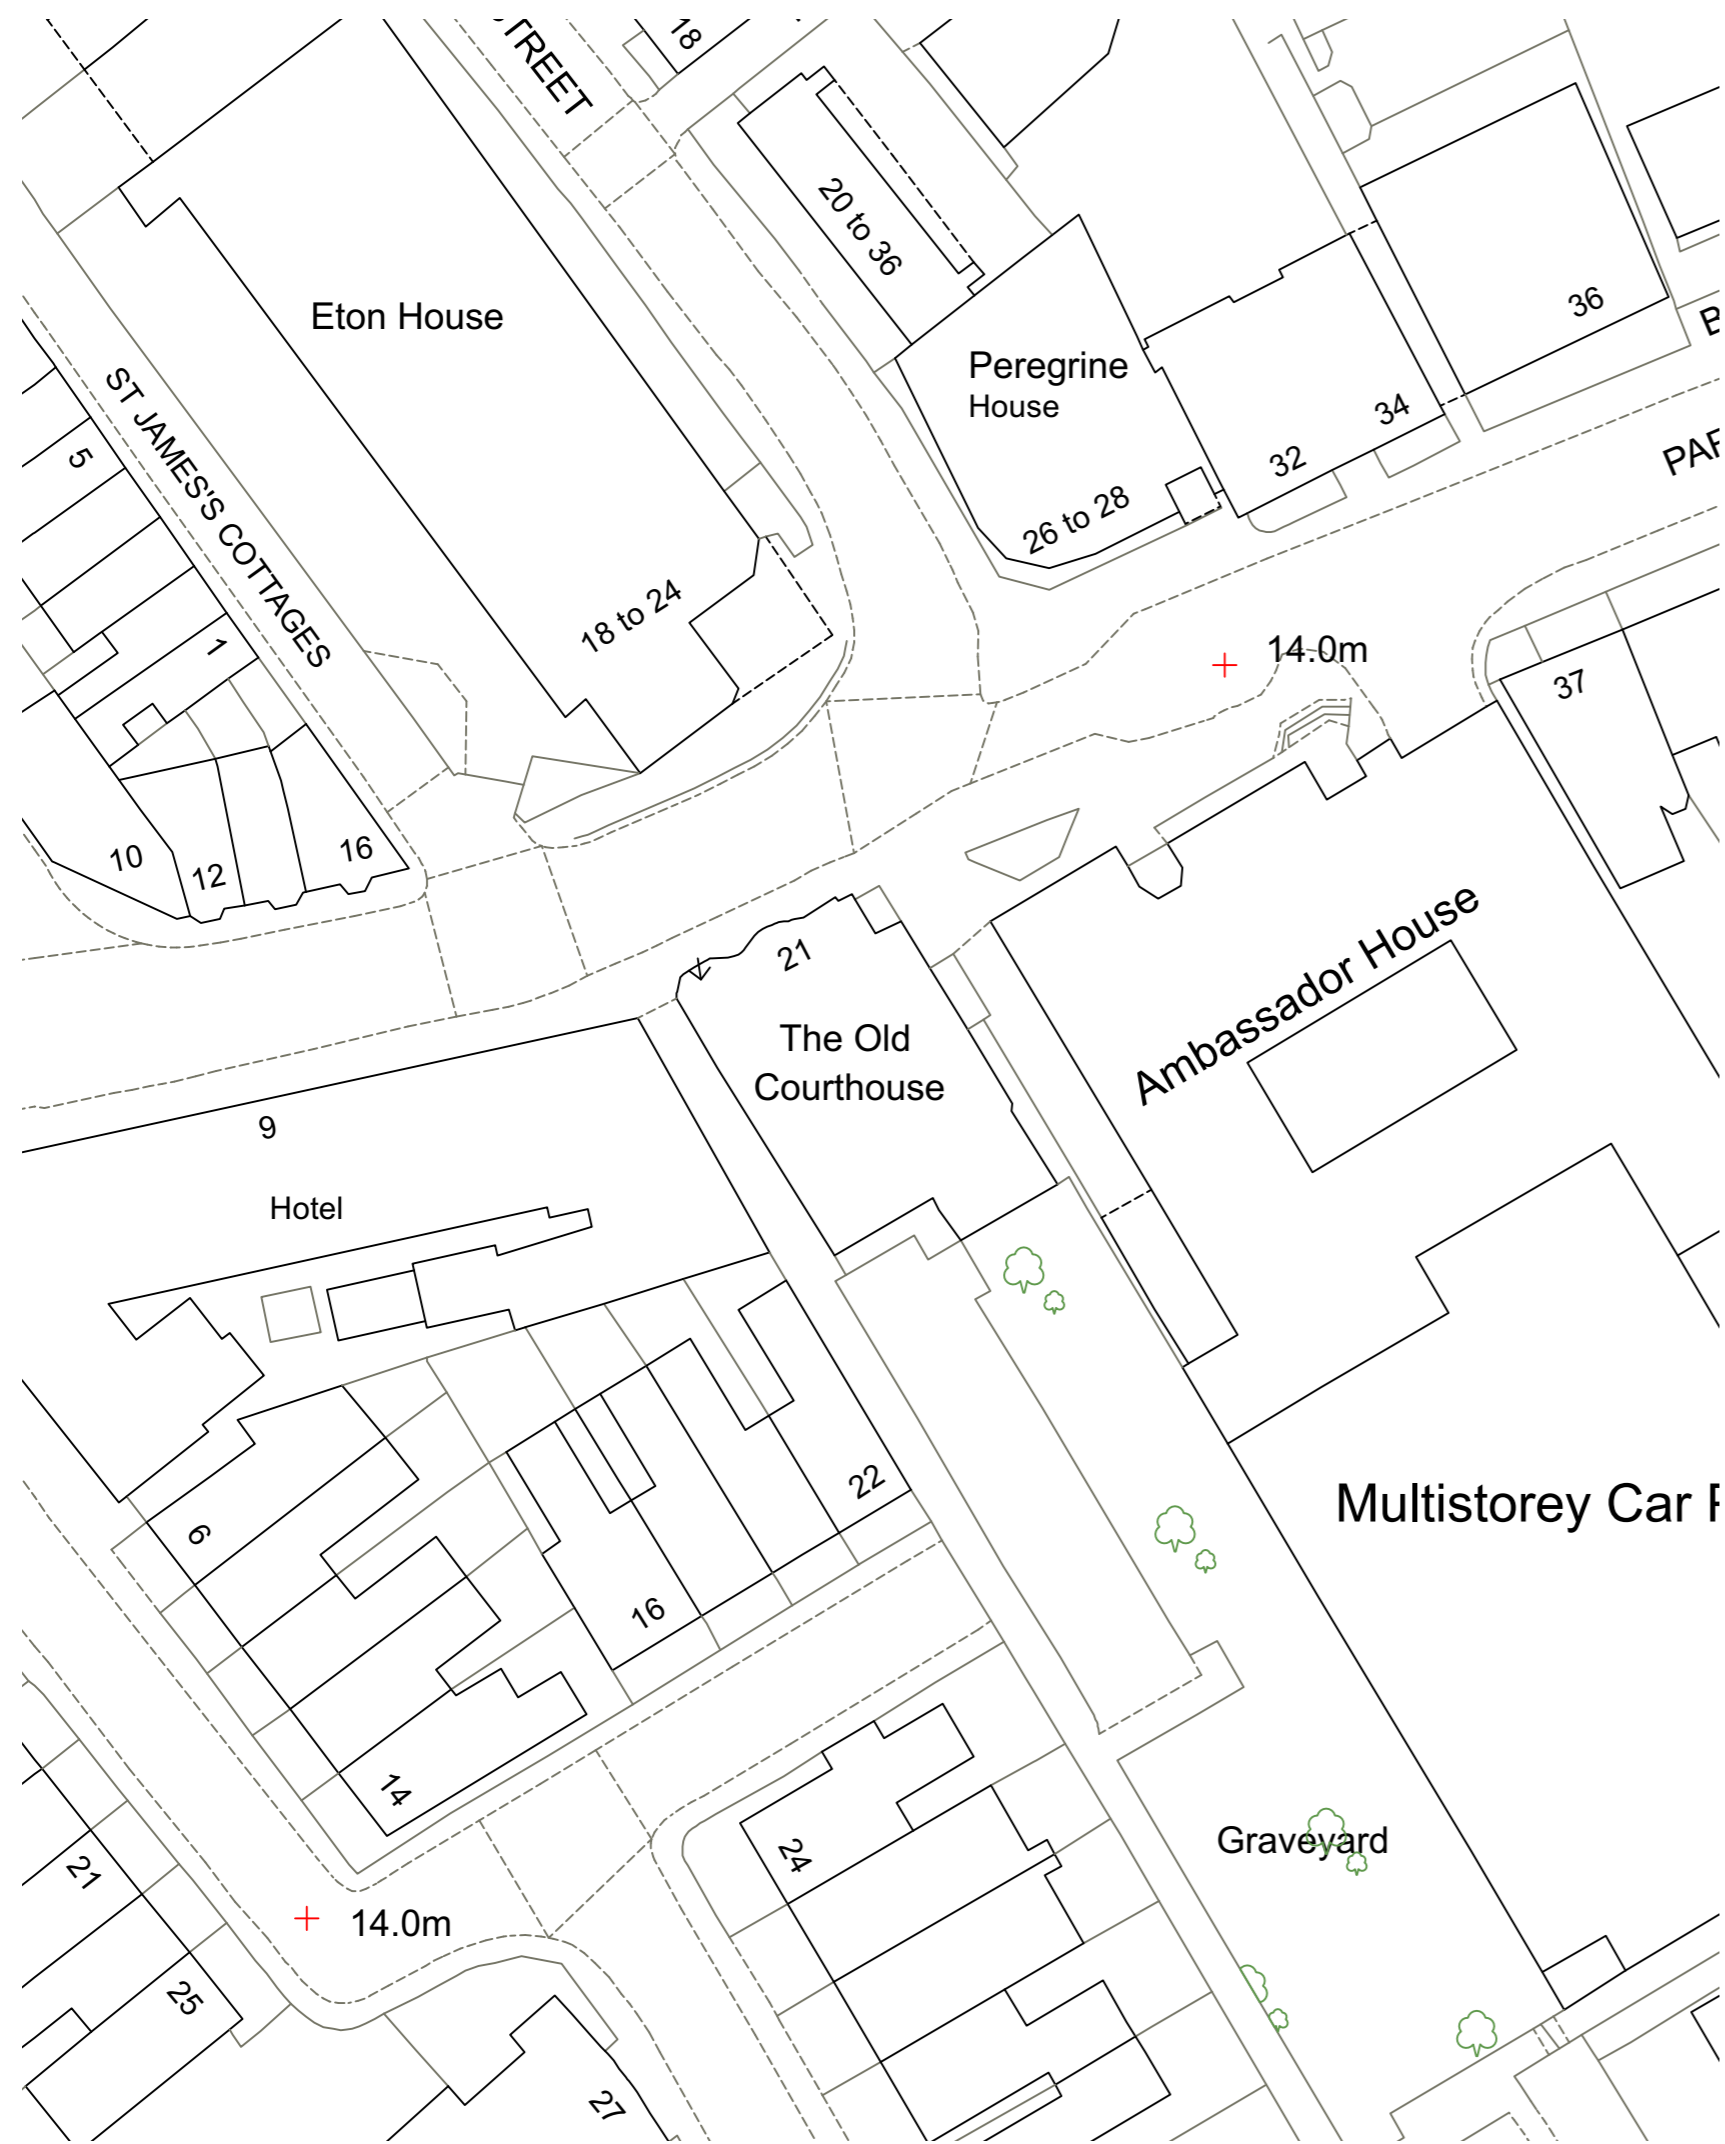 18
20 to 36
Eton House
36
Peregrine
House
34
32
ST JAMES'S COTTAGES
5
26 to 28
18 to 24
1
14.0m
37
10
12
16
21
Ambassador House
The Old
Courthouse
9
Hotel
22
Multistorey Car
6
16
14
24
Graveyard
21
14.0m
25
27